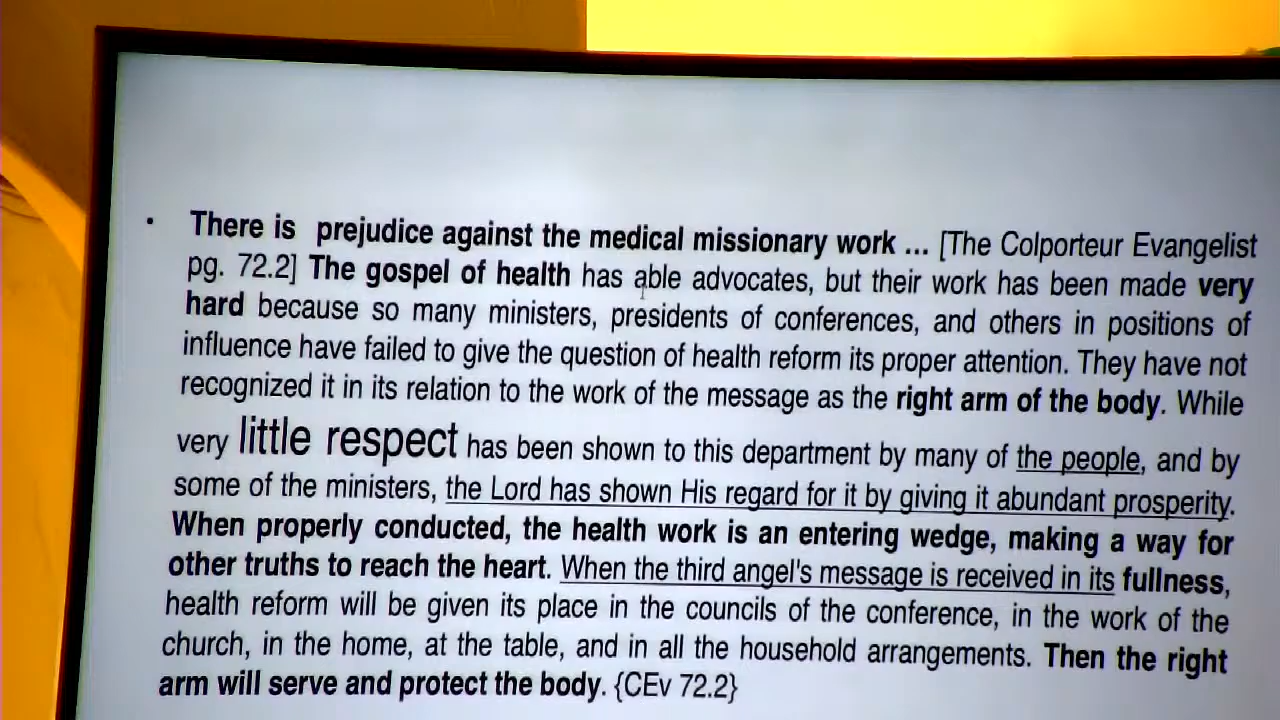 • There is prejudice against the medical missionary work ... [The Colporteur Evangelist
pg. 72.2] The gospel of health has able advocates, but their work has been made very
hard because so many ministers, presidents of conferences, and others in positions of
influence have failed to give the question of health reform its proper attention. They have not
recognized it in its relation to the work of the message as the right arm of the body. While
very little respect has been shown to this department by many of the people, and by
some of the ministers, the Lord has shown His regard for it by giving it abundant prosperity.
When properly conducted, the health work is an entering wedge, making a way for
other truths to reach the heart. When the third angel's message is received in its fullness,
health reform will be given its place in the councils of the conference, in the work of the
church, in the home, at the table, and in all the household arrangements. Then the right
arm will serve and protect the body. {CEv 72.2}